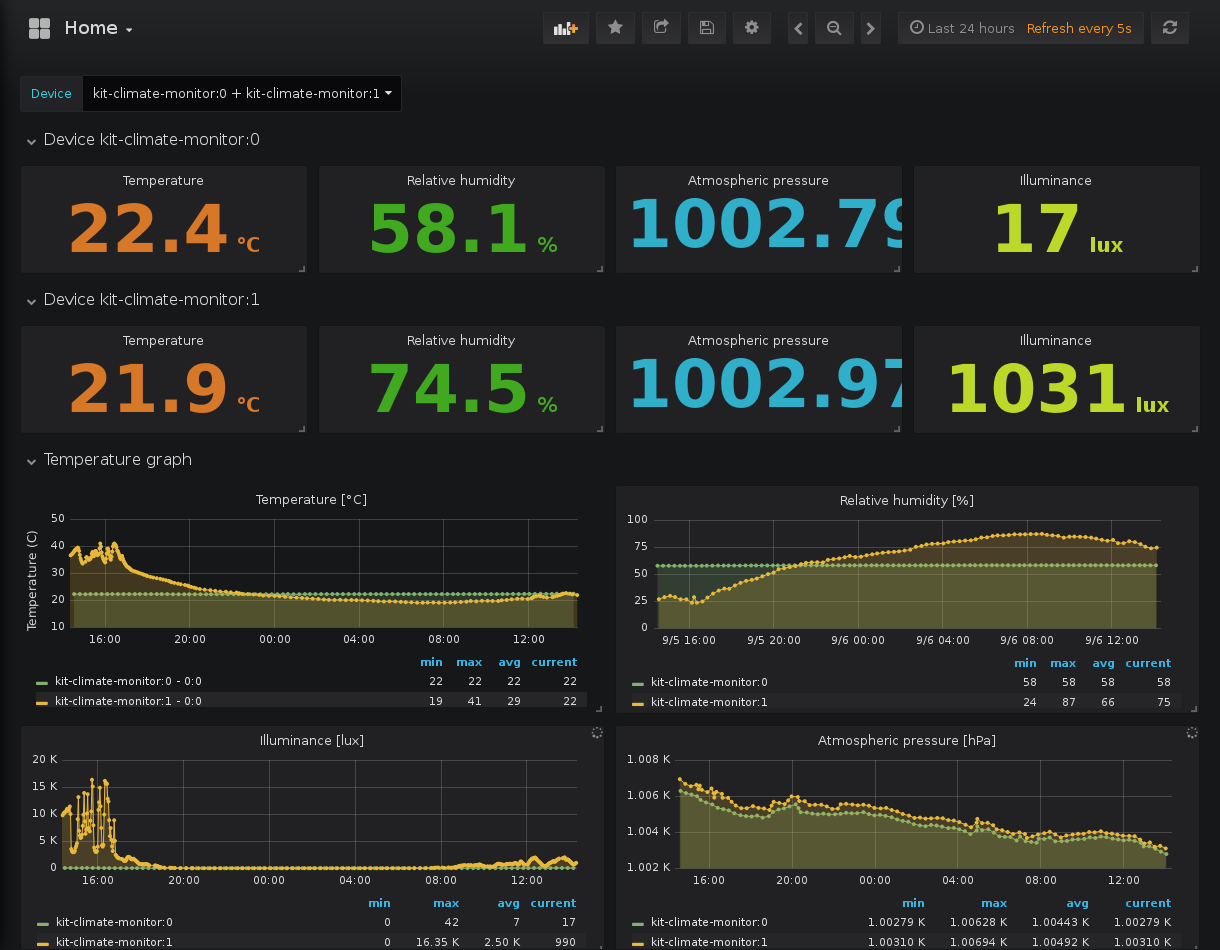 Home
Last 24 hours Refresh every 5s
Device kit-climate-monitor:0 + kit-climate-monitor:1
Device kit-climate-monitor:0
Temperature Relative humidity Atmospheric pressure Illuminance
22.4 °C 58.1 % 1002.79 17 lux
Device kit-climate-monitor:1
Temperature Relative humidity Atmospheric pressure Illuminance
21.9 °C 74.5 % 1002.97 1031 lux
Temperature graph
Temperature [°C]
Temperature (C)
50
40
30
20
10
16:00 20:00 00:00 04:00 08:00 12:00
min max avg current
kit-climate-monitor:0 - 0:0 22 22 22 22
kit-climate-monitor:1 - 0:0 19 41 29 22
Relative humidity [%]
100
75
50
25
0
9/5 16:00 9/5 20:00 9/6 00:00 9/6 04:00 9/6 08:00 9/6 12:00
min max avg current
kit-climate-monitor:0 58 58 58 58
kit-climate-monitor:1 24 87 66 75
Illuminance [lux]
20 K
15 K
10 K
5 K
0
16:00 20:00 00:00 04:00 08:00 12:00
min max avg current
kit-climate-monitor:0 0 42 7 17
kit-climate-monitor:1 0 16.35 K 2.50 K 990
Atmospheric pressure [hPa]
1.008 K
1.006 K
1.004 K
1.002 K
16:00 20:00 00:00 04:00 08:00 12:00
min max avg current
kit-climate-monitor:0 1.00279 K 1.00628 K 1.00443 K 1.00279 K
kit-climate-monitor:1 1.00310 K 1.00694 K 1.00492 K 1.00310 K